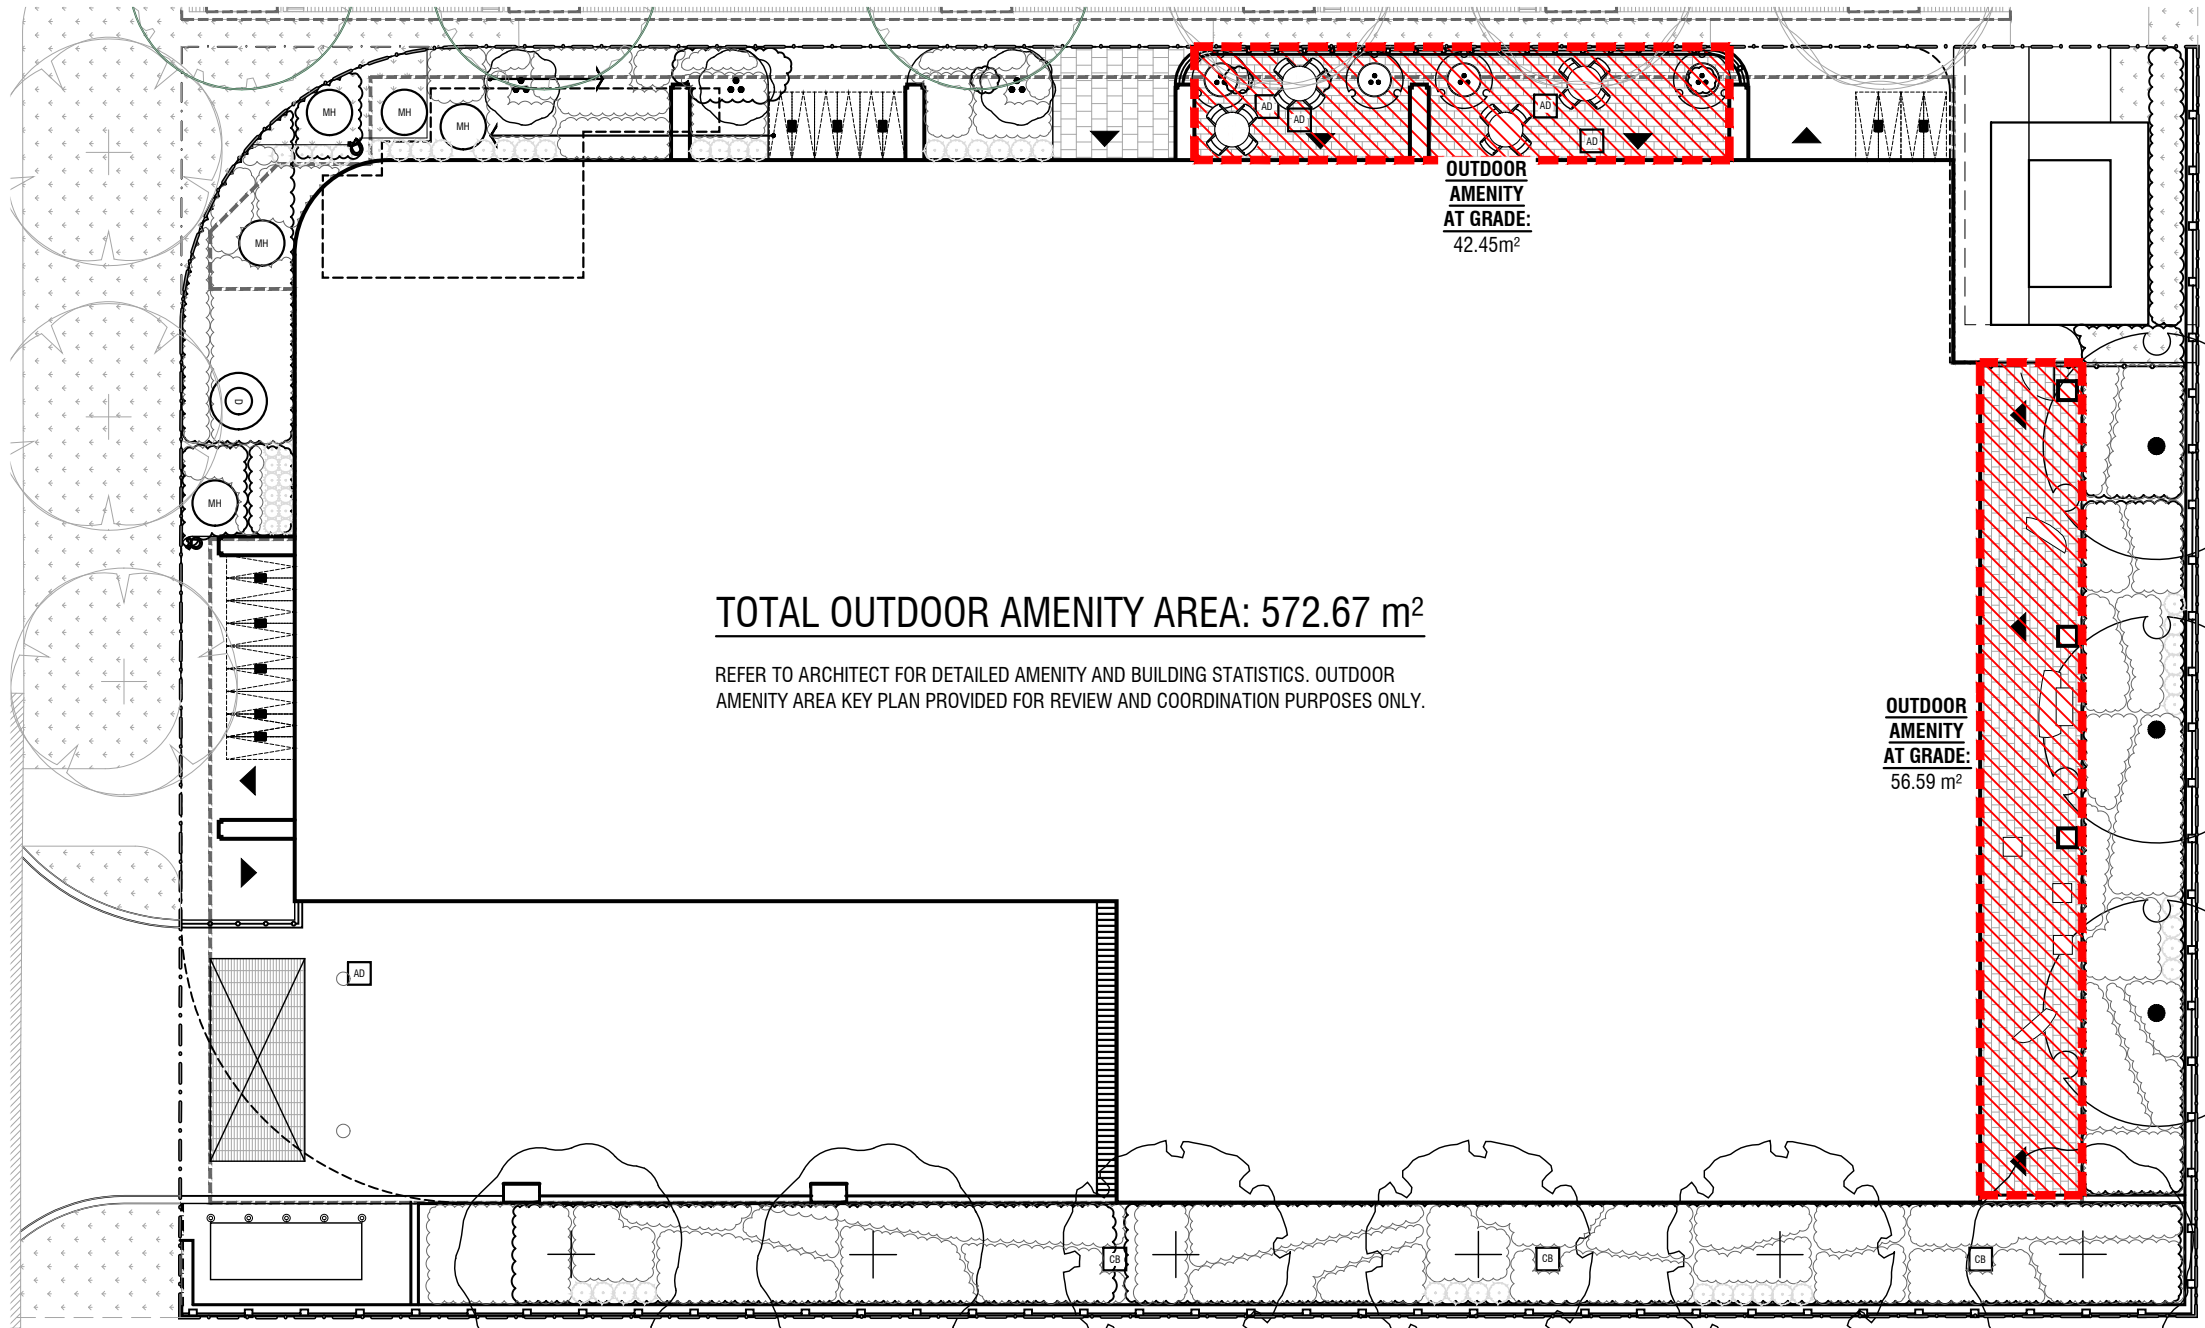 MH
MH
MH
AD
AD
AD
AD
OUTDOOR
AMENITY
AT GRADE:
42.45m²
MH
D
MH
TOTAL OUTDOOR AMENITY AREA: 572.67 m²
REFER TO ARCHITECT FOR DETAILED AMENITY AND BUILDING STATISTICS. OUTDOOR
AMENITY AREA KEY PLAN PROVIDED FOR REVIEW AND COORDINATION PURPOSES ONLY.
OUTDOOR
AMENITY
AT GRADE:
56.59 m²
AD
CB
CB
CB